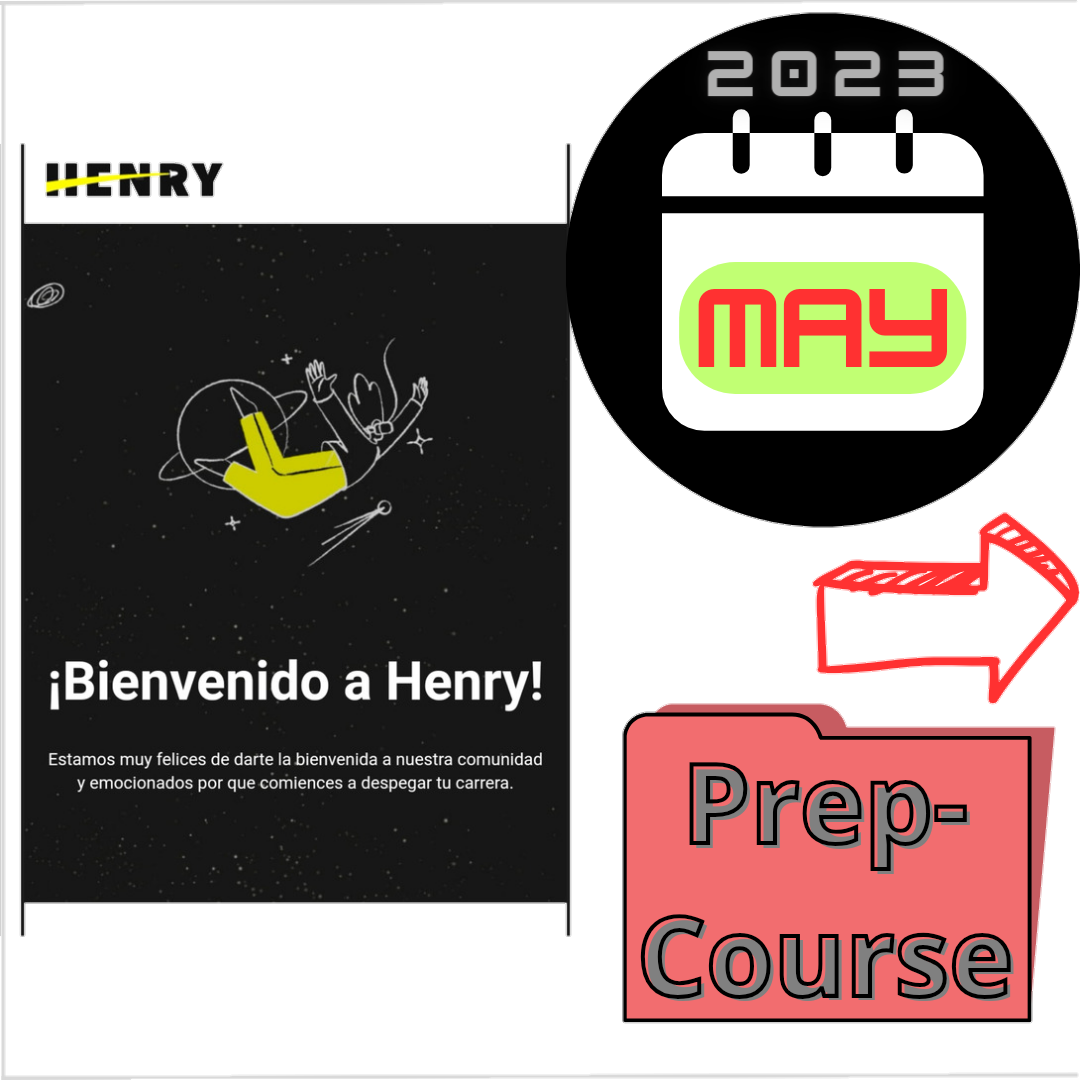 HENRY
¡Bienvenido a Henry!
Estamos muy felices de darte la bienvenida a nuestra comunidad
y emocionados por que comiences a despegar tu carrera.
2023
MAY
Prep-
Course